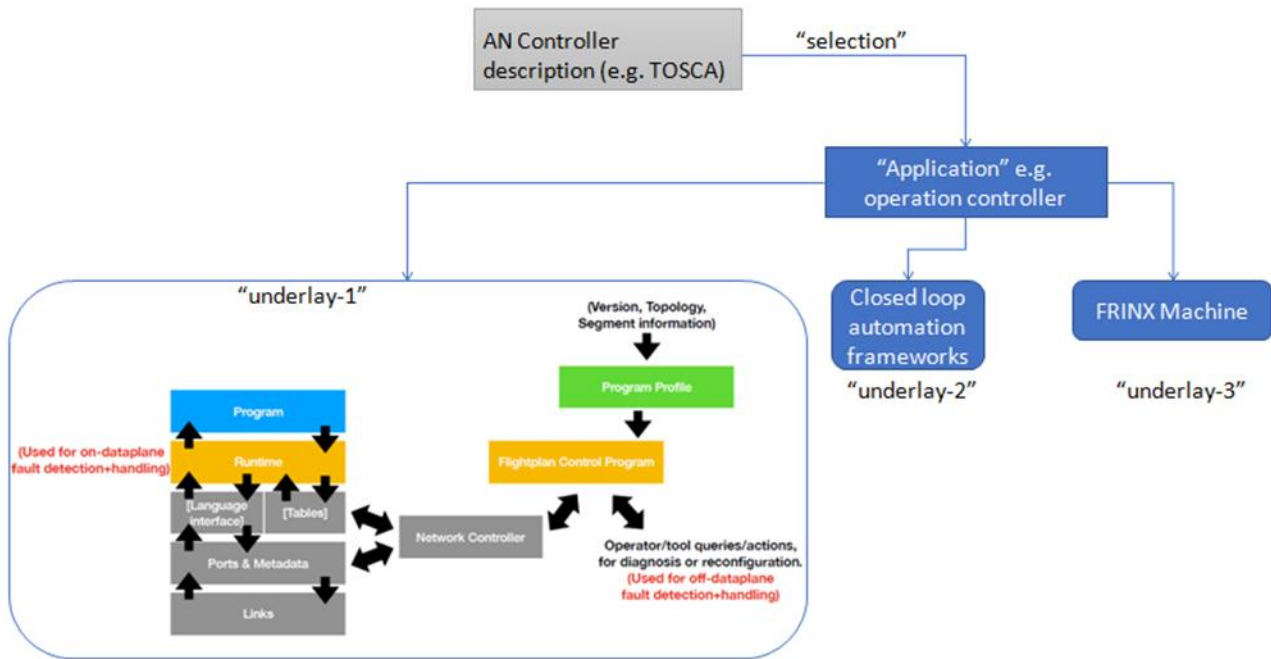 AN Controller
description (e.g. TOSCA)
“selection”
“Application” e.g.
operation controller
“underlay-1”
(Version, Topology,
Segment information)
Closed loop
automation
frameworks
FRINX Machine
“underlay-2”
“underlay-3”
Program Profile
Program
(Used for on-dataplane
fault detection+handling)
Runtime
Flightplan Control Program
[Language
interface]
[Tables]
Network Controller
Ports & Metadata
Operator/tool queries/actions,
for diagnosis or reconfiguration.
(Used for off-dataplane
fault detection+handling)
Links